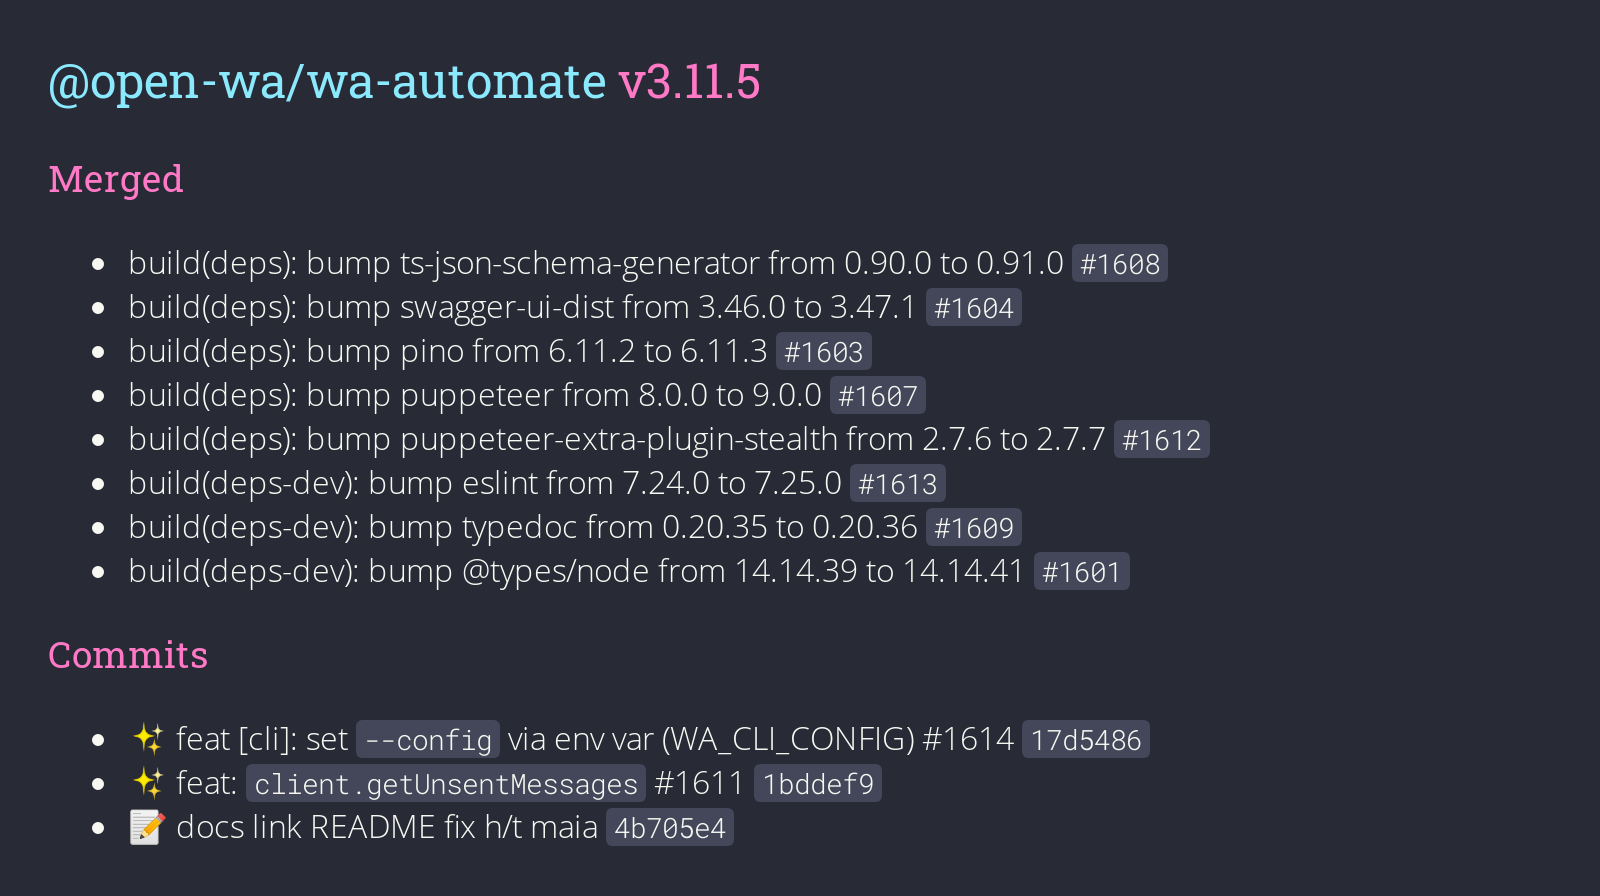 @open-wa/wa-automate v3.11.5
Merged
build(deps): bump ts-json-schema-generator from 0.90.0 to 0.91.0 #1608
build(deps): bump swagger-ui-dist from 3.46.0 to 3.47.1 #1604
build(deps): bump pino from 6.11.2 to 6.11.3 #1603
build(deps): bump puppeteer from 8.0.0 to 9.0.0 #1607
build(deps): bump puppeteer-extra-plugin-stealth from 2.7.6 to 2.7.7 #1612
build(deps-dev): bump eslint from 7.24.0 to 7.25.0 #1613
build(deps-dev): bump typedoc from 0.20.35 to 0.20.36 #1609
build(deps-dev): bump @types/node from 14.14.39 to 14.14.41 #1601
Commits
✨ feat [cli]: set --config via env var (WA_CLI_CONFIG) #1614 17d5486
✨ feat: client.getUnsentMessages #1611 1bddef9
📝 docs link README fix h/t maia 4b705e4